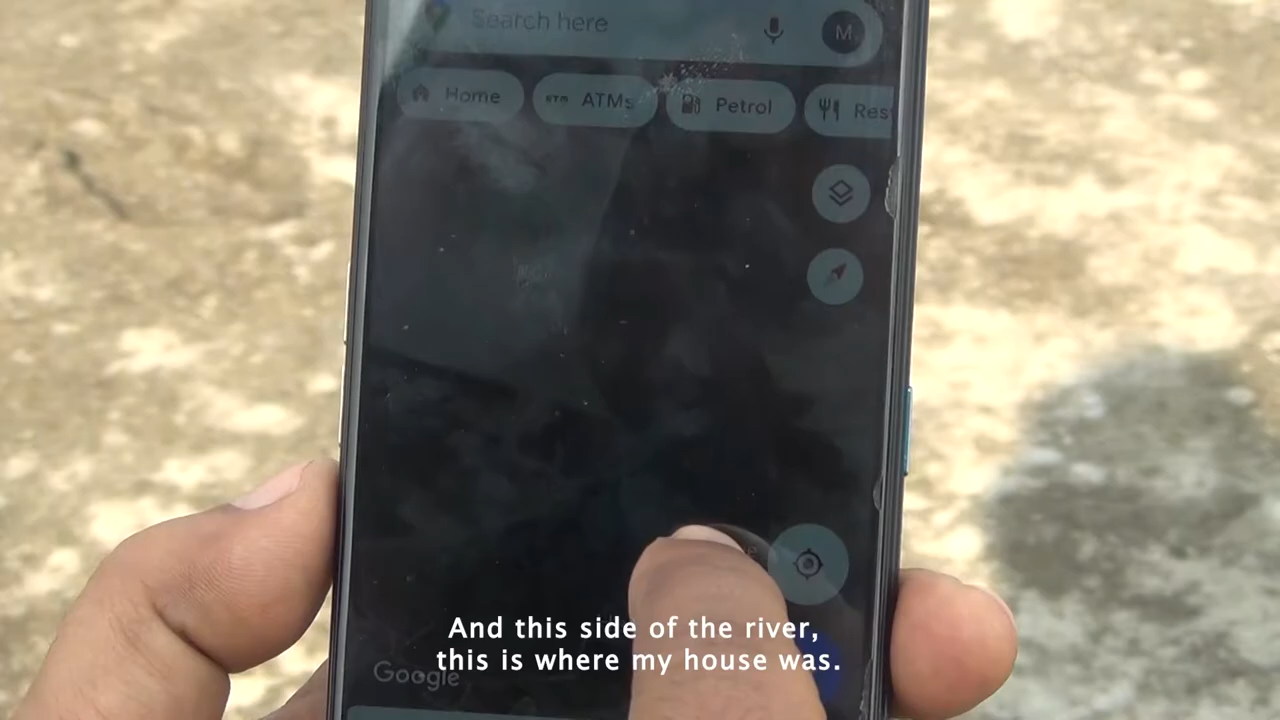 Search here
M
Home
ATM ATMs
Petrol
Res
And this side of the river,
this is where my house was.
Google